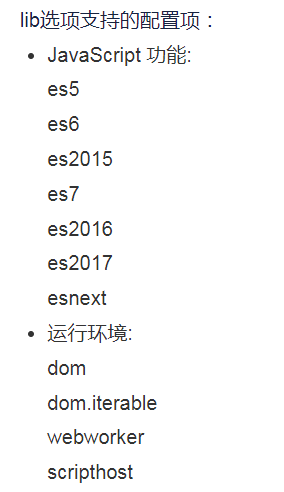 lib选项支持的配置项：
JavaScript 功能:
es5
es6
es2015
es7
es2016
es2017
esnext
运行环境:
dom
dom.iterable
webworker
scripthost